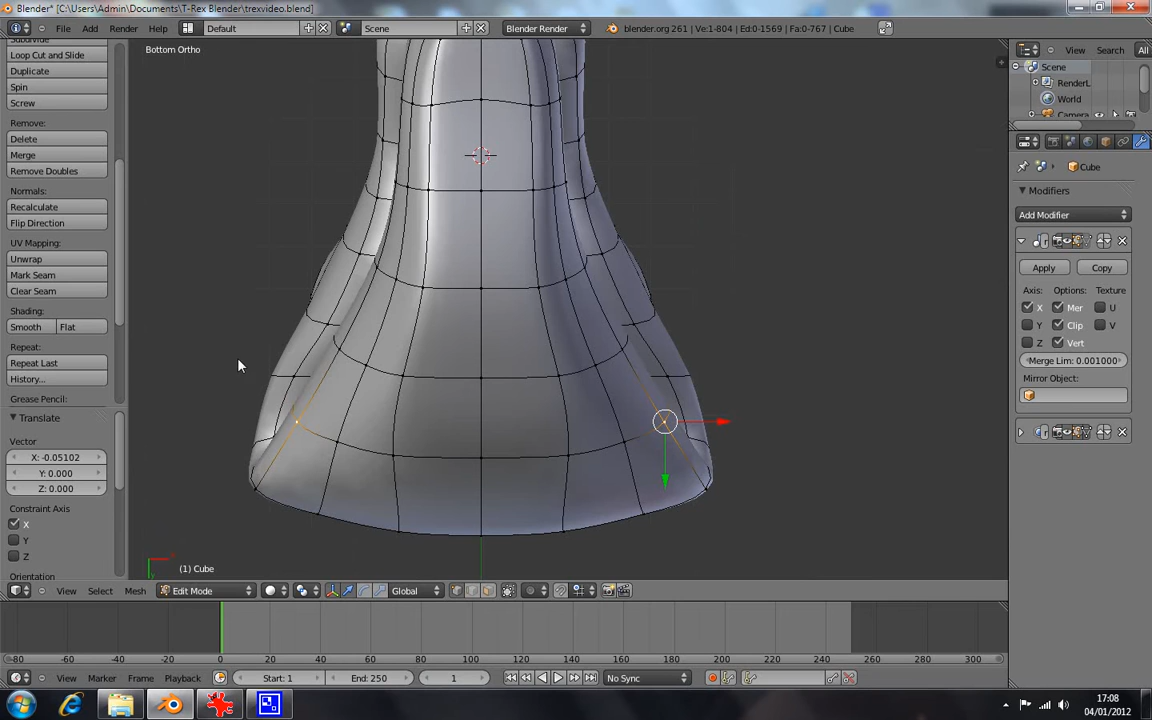 Blender* [C:\Users\Admin\Documents\T-Rex Blender\trexvideo.blend]
File Add Render Help Default Scene Blender Render blender.org 261 | Ve:1-804 | Ed:0-1569 | Fa:0-767 | Cube
Bottom Ortho
View Search All
Subdivide
Loop Cut and Slide
Duplicate
Spin
Screw
Remove:
Delete
Merge
Remove Doubles
Normals:
Recalculate
Flip Direction
UV Mapping:
Unwrap
Mark Seam
Clear Seam
Shading:
Smooth Flat
Repeat:
Repeat Last
History...
Grease Pencil:
Translate
Vector
X: -0.05102
Y: 0.000
Z: 0.000
Constraint Axis
X
Y
Z
Orientation
Scene
RenderL
World
Camera
Cube
Modifiers
Add Modifier
Apply Copy
Axis: Options: Texture
X Mer U
Y Clip V
Z Vert
Merge Lim: 0.001000
Mirror Object:
(1) Cube
View Select Mesh Edit Mode Global
-80 -60 -40 -20 0 20 40 60 80 100 120 140 160 180 200 220 240 260 280 300
View Marker Frame Playback Start: 1 End: 250 1 No Sync
17:08
04/01/2012